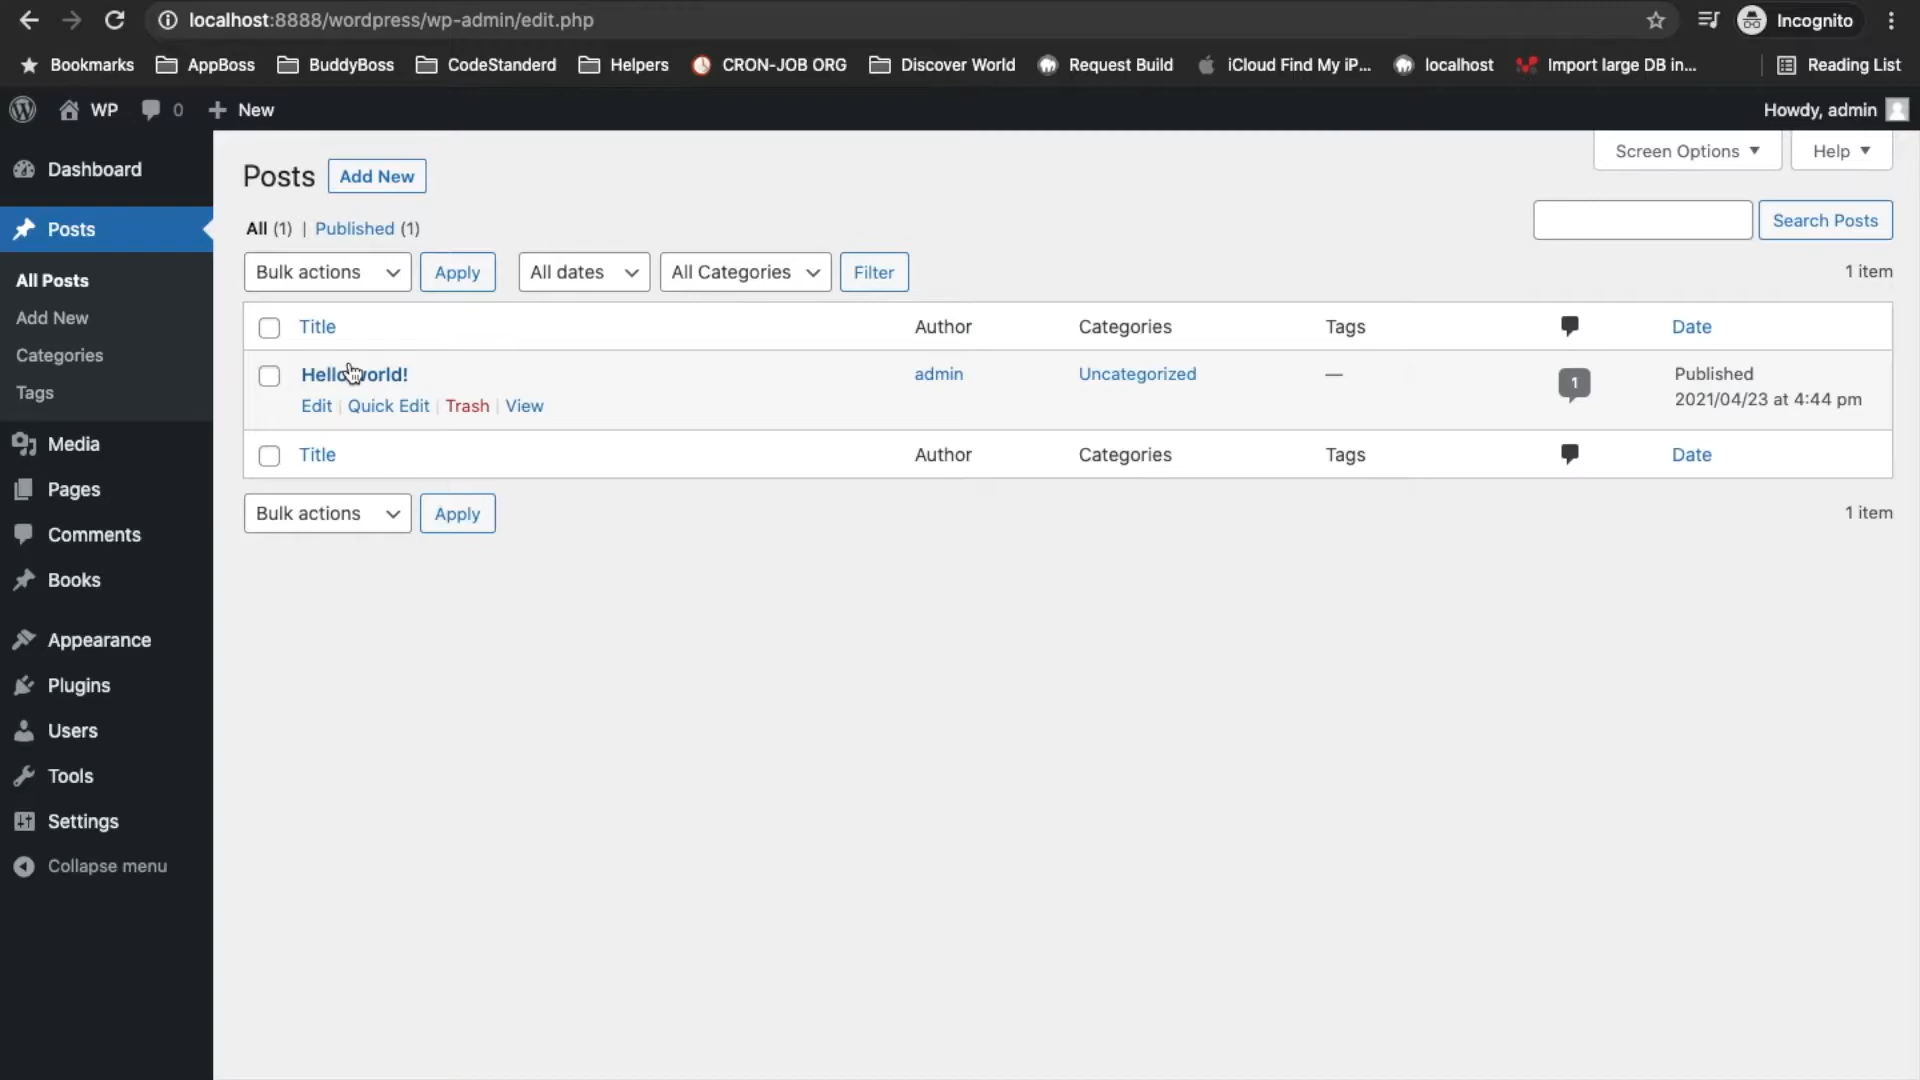 localhost:8888/wordpress/wp-admin/edit.php
Incognito
Bookmarks AppBoss BuddyBoss CodeStanderd Helpers CRON-JOB ORG Discover World Request Build iCloud Find My iP... localhost Import large DB in... Reading List
WP 0 New Howdy, admin
Screen Options Help
Dashboard
Posts
All Posts
Add New
Categories
Tags
Media
Pages
Comments
Books
Appearance
Plugins
Users
Tools
Settings
Collapse menu
Posts Add New
All (1) | Published (1)
Search Posts
Bulk actions Apply All dates All Categories Filter 1 item
Title Author Categories Tags Date
Hello world! admin Uncategorized — 1 Published
2021/04/23 at 4:44 pm
Edit | Quick Edit | Trash | View
Title Author Categories Tags Date
Bulk actions Apply 1 item